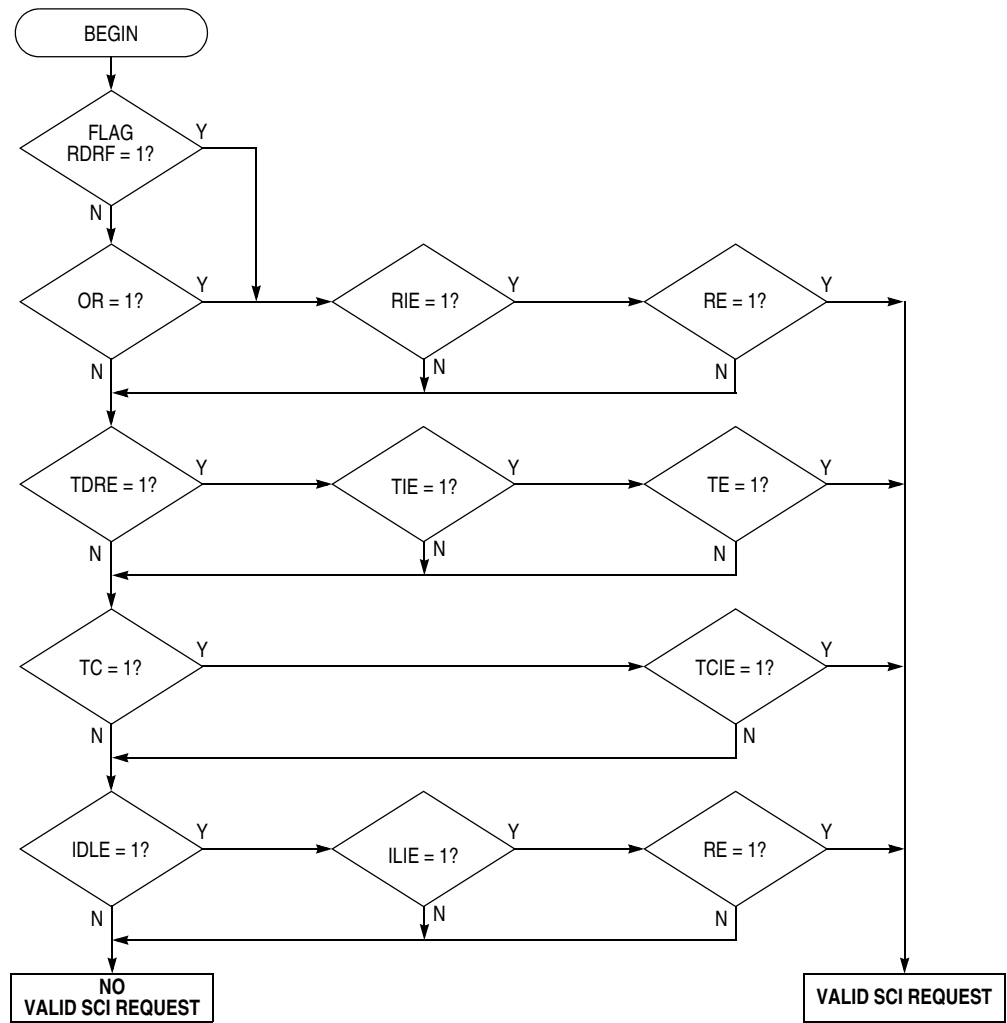 BEGIN
FLAG
RDRF = 1?
Y
N
OR = 1?
Y
RIE = 1?
Y
RE = 1?
Y
N
N
N
TDRE = 1?
Y
TIE = 1?
Y
TE = 1?
Y
N
N
N
TC = 1?
Y
TCIE = 1?
Y
N
N
IDLE = 1?
Y
ILIE = 1?
Y
RE = 1?
Y
N
N
N
NO
VALID SCI REQUEST
VALID SCI REQUEST